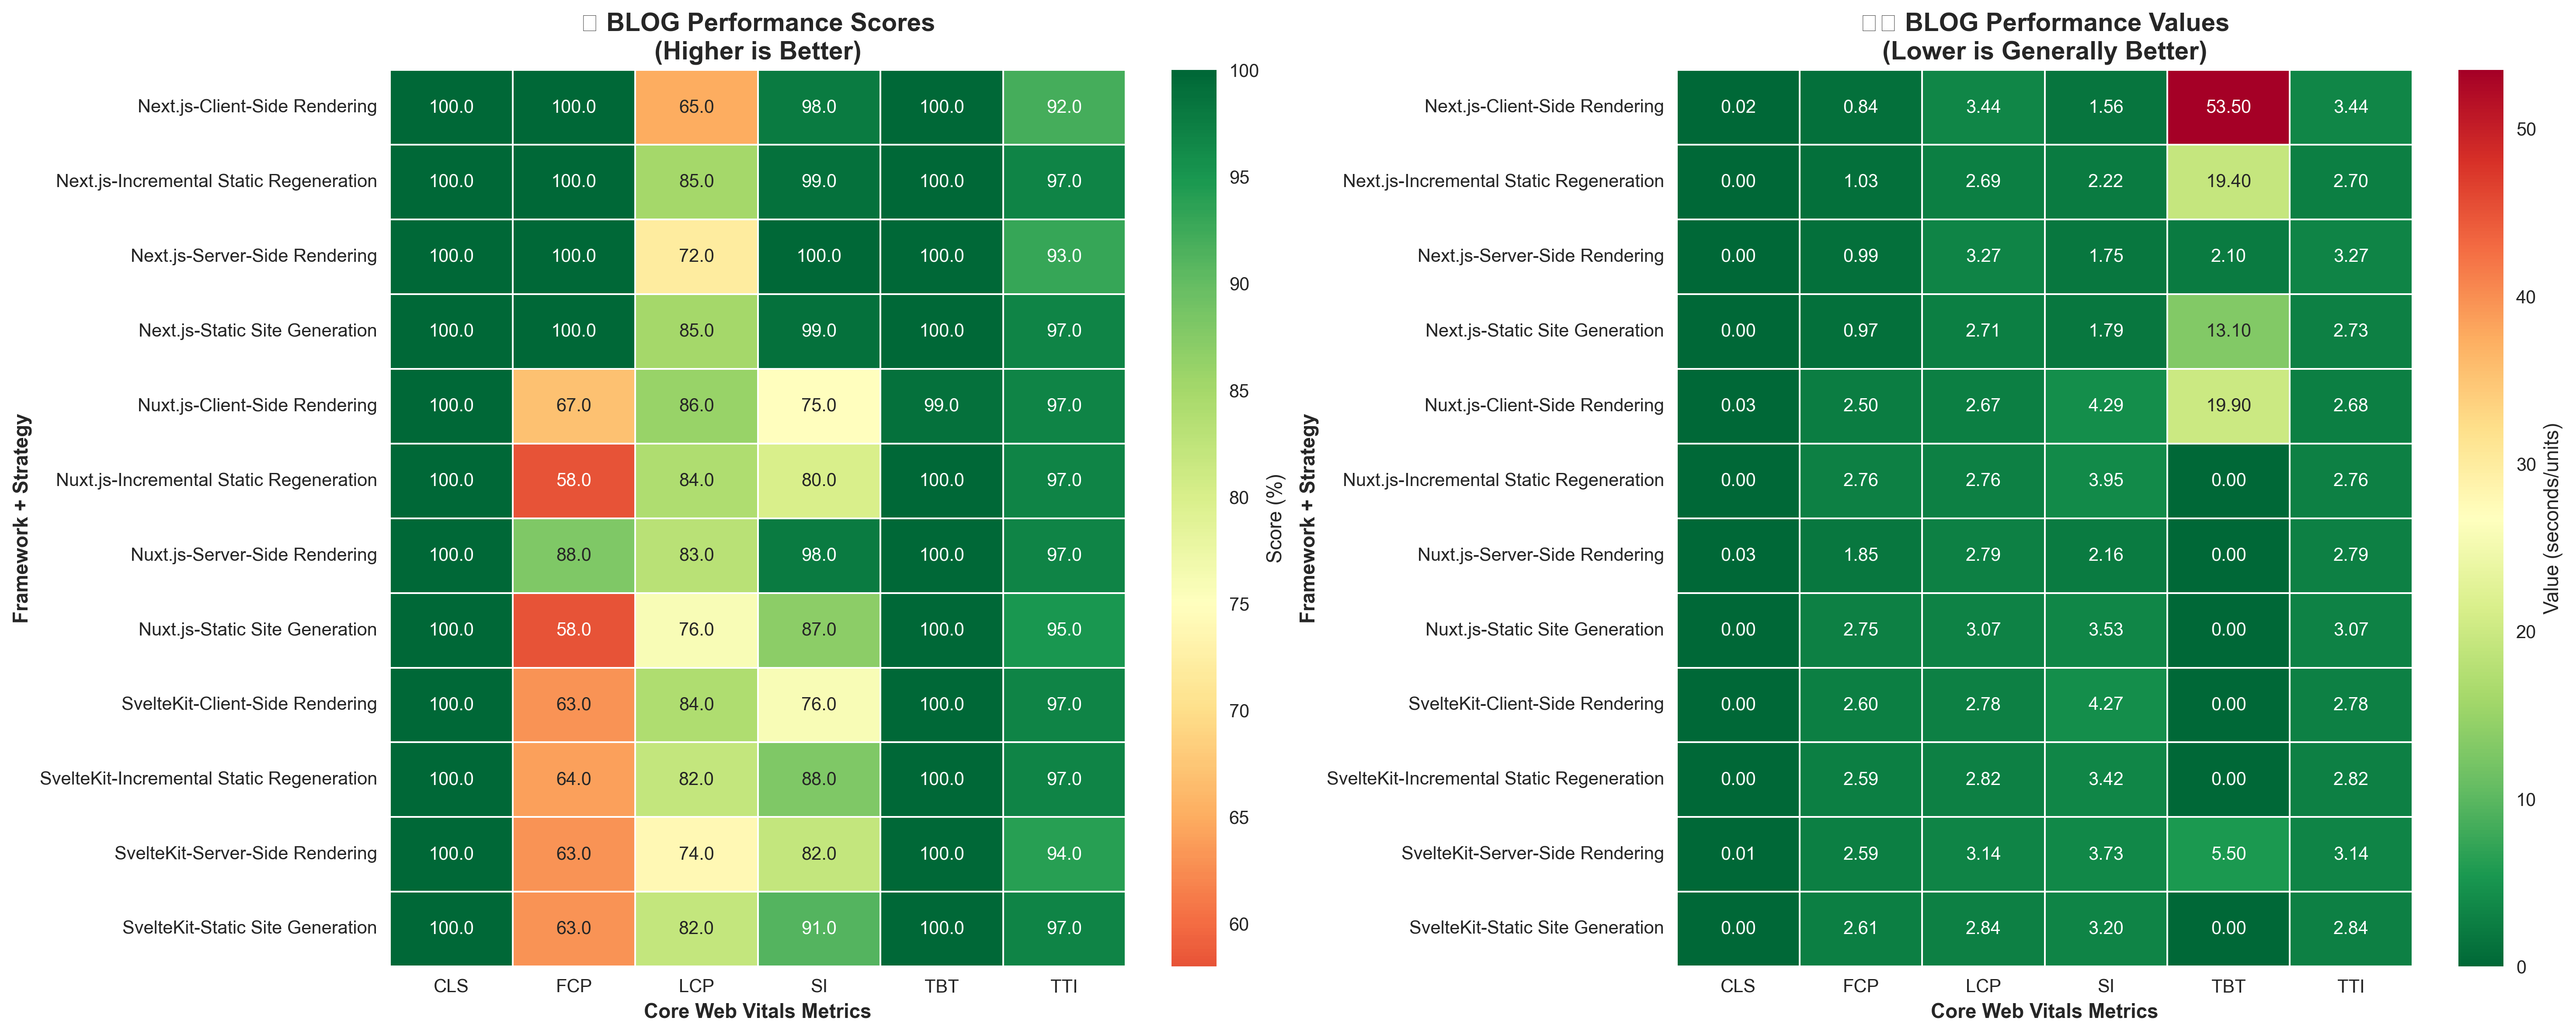 BLOG Performance Scores
(Higher is Better)
Framework + Strategy
Next.js-Client-Side Rendering 100.0 100.0 65.0 98.0 100.0 92.0
Next.js-Incremental Static Regeneration 100.0 100.0 85.0 99.0 100.0 97.0
Next.js-Server-Side Rendering 100.0 100.0 72.0 100.0 100.0 93.0
Next.js-Static Site Generation 100.0 100.0 85.0 99.0 100.0 97.0
Nuxt.js-Client-Side Rendering 100.0 67.0 86.0 75.0 99.0 97.0
Nuxt.js-Incremental Static Regeneration 100.0 58.0 84.0 80.0 100.0 97.0
Nuxt.js-Server-Side Rendering 100.0 88.0 83.0 98.0 100.0 97.0
Nuxt.js-Static Site Generation 100.0 58.0 76.0 87.0 100.0 95.0
SvelteKit-Client-Side Rendering 100.0 63.0 84.0 76.0 100.0 97.0
SvelteKit-Incremental Static Regeneration 100.0 64.0 82.0 88.0 100.0 97.0
SvelteKit-Server-Side Rendering 100.0 63.0 74.0 82.0 100.0 94.0
SvelteKit-Static Site Generation 100.0 63.0 82.0 91.0 100.0 97.0
CLS FCP LCP SI TBT TTI
Core Web Vitals Metrics
100
95
90
85
80
75
70
65
60
Score (%)
BLOG Performance Values
(Lower is Generally Better)
Framework + Strategy
Next.js-Client-Side Rendering 0.02 0.84 3.44 1.56 53.50 3.44
Next.js-Incremental Static Regeneration 0.00 1.03 2.69 2.22 19.40 2.70
Next.js-Server-Side Rendering 0.00 0.99 3.27 1.75 2.10 3.27
Next.js-Static Site Generation 0.00 0.97 2.71 1.79 13.10 2.73
Nuxt.js-Client-Side Rendering 0.03 2.50 2.67 4.29 19.90 2.68
Nuxt.js-Incremental Static Regeneration 0.00 2.76 2.76 3.95 0.00 2.76
Nuxt.js-Server-Side Rendering 0.03 1.85 2.79 2.16 0.00 2.79
Nuxt.js-Static Site Generation 0.00 2.75 3.07 3.53 0.00 3.07
SvelteKit-Client-Side Rendering 0.00 2.60 2.78 4.27 0.00 2.78
SvelteKit-Incremental Static Regeneration 0.00 2.59 2.82 3.42 0.00 2.82
SvelteKit-Server-Side Rendering 0.01 2.59 3.14 3.73 5.50 3.14
SvelteKit-Static Site Generation 0.00 2.61 2.84 3.20 0.00 2.84
CLS FCP LCP SI TBT TTI
Core Web Vitals Metrics
50
40
30
20
10
0
Value (seconds/units)